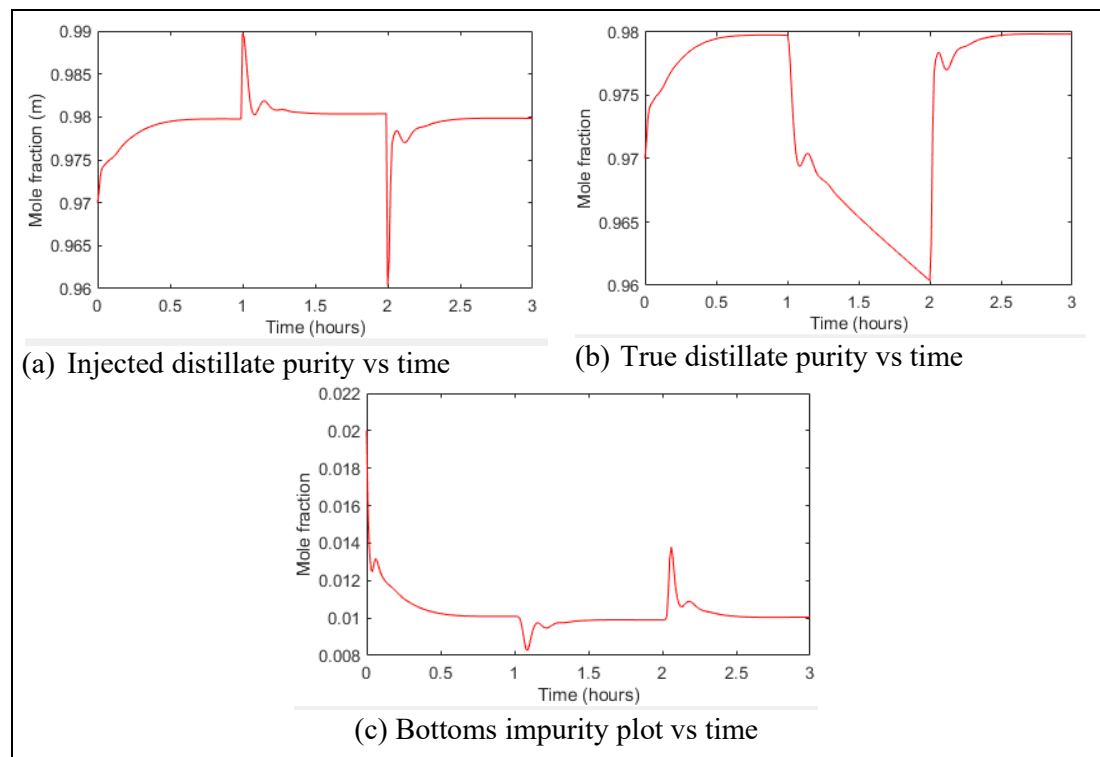 0.99
0.985
0.98
0.975
0.97
0.965
0.96
Mole fraction (m)
0 0.5 1 1.5 2 2.5 3
Time (hours)
(a) Injected distillate purity vs time
0.98
0.975
0.97
0.965
0.96
Mole fraction
0 0.5 1 1.5 2 2.5 3
Time (hours)
(b) True distillate purity vs time
0.022
0.02
0.018
0.016
0.014
0.012
0.01
0.008
Mole fraction
0 0.5 1 1.5 2 2.5 3
Time (hours)
(c) Bottoms impurity plot vs time